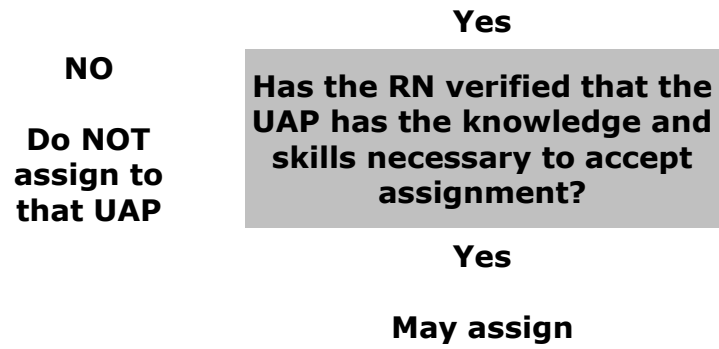 Yes
NO
Do NOT
assign to
that UAP
Has the RN verified that the
UAP has the knowledge and
skills necessary to accept
assignment?
Yes
May assign